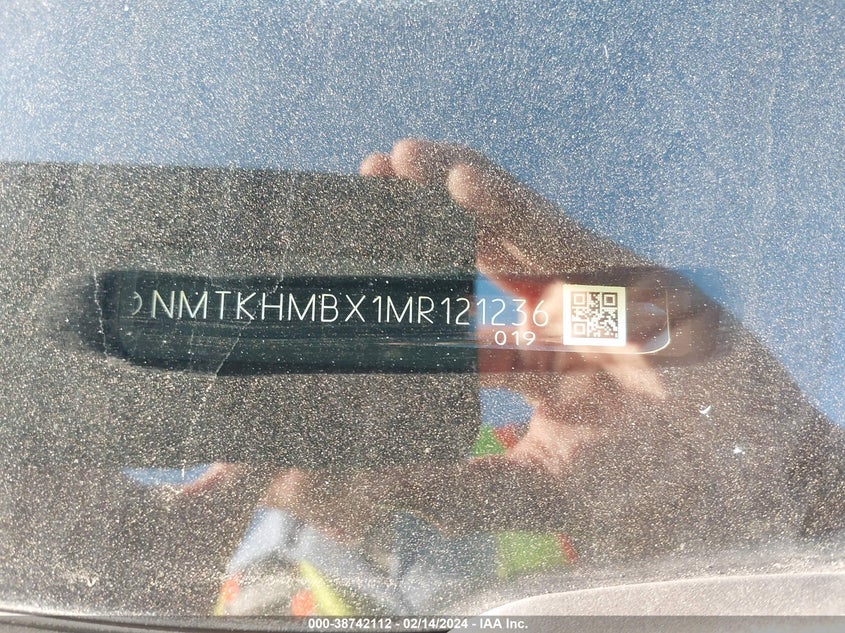 NMTKHMBX1MR121236
019
000-38742112 - 02/14/2024 - IAA Inc.